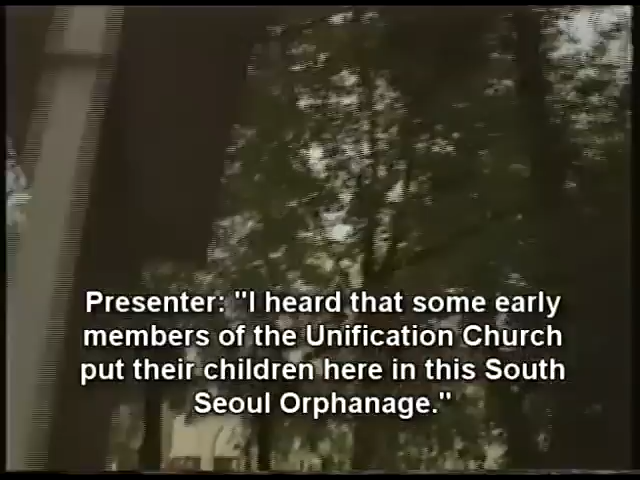 Presenter: "I heard that some early
members of the Unification Church
put their children here in this South
Seoul Orphanage."